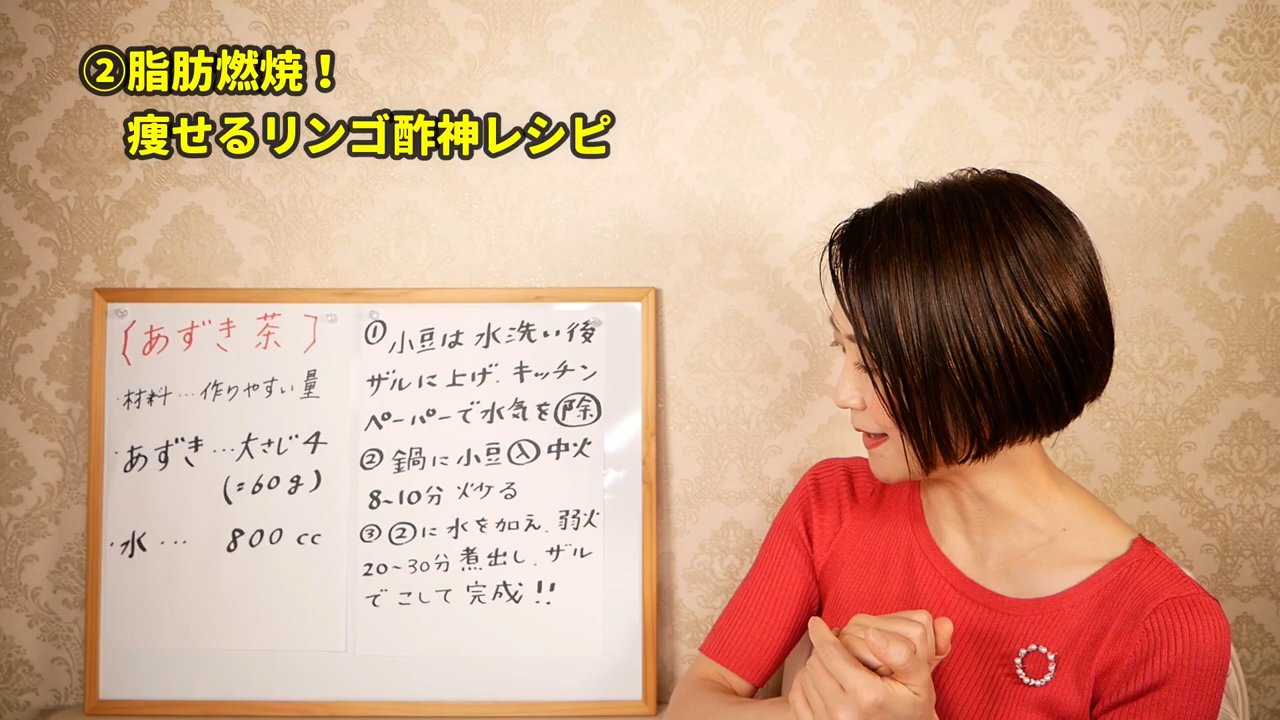 ②脂肪燃焼！
痩せるリンゴ酢神レシピ
〔あずき茶〕
・材料…作りやすい量
・あずき…大さじ4
(=60g)
・水… 800cc
①小豆は水洗い後
ザルに上げ、キッチン
ペーパーで水気を㊀除
②鍋に小豆入中火
8~10分 炒る
③②に水を加え、弱火
20~30分煮出し、ザル
でこして完成!!